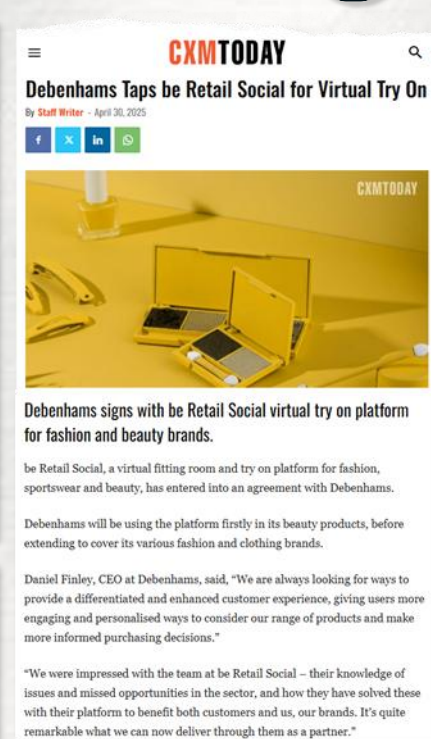 CXMTODAY
Debenhams Taps be Retail Social for Virtual Try On
By Staff Writer - April 30, 2025
CXMTODAY
Debenhams signs with be Retail Social virtual try on platform
for fashion and beauty brands.
be Retail Social, a virtual fitting room and try on platform for fashion,
sportswear and beauty, has entered into an agreement with Debenhams.
Debenhams will be using the platform firstly in its beauty products, before
extending to cover its various fashion and clothing brands.
Daniel Finley, CEO at Debenhams, said, “We are always looking for ways to
provide a differentiated and enhanced customer experience, giving users more
engaging and personalised ways to consider our range of products and make
more informed purchasing decisions.”
“We were impressed with the team at be Retail Social – their knowledge of
issues and missed opportunities in the sector, and how they have solved these
with their platform to benefit both customers and us, our brands. It’s quite
remarkable what we can now deliver through them as a partner.”